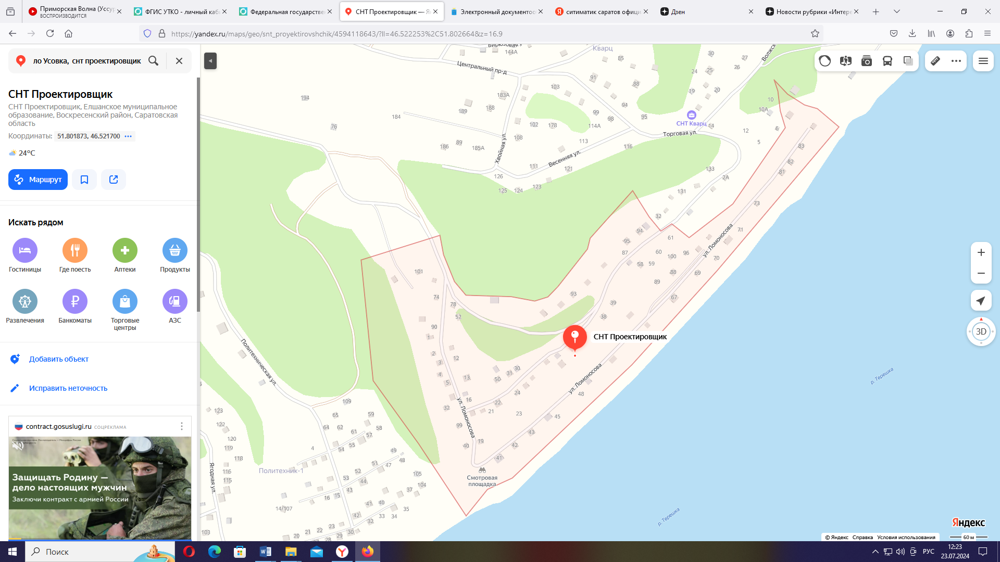 Приморская Волна (Уссур
ВОСПРОИЗВОДИТСЯ
ФГИС УТКО - личный каб
Федеральная государстве
СНТ Проектировщик — Я
Электронный документоо
ситиматик саратов офиц
Дзен
Новости рубрики «Интере
https://yandex.ru/maps/geo/snt_proyektirovshchik/4594118643/?ll=46.522253%2C51.802664&z=16.9
ло Усовка, снт проектировщик
СНТ Проектировщик
СНТ Проектировщик, Елшанское муниципальное
образование, Воскресенский район, Саратовская
область
Координаты: 51.801873, 46.521700
24°C
Маршрут
Искать рядом
Гостиницы
Где поесть
Аптеки
Продукты
Развлечения
Банкоматы
Торговые
центры
АЗС
Добавить объект
Исправить неточность
contract.gosuslugi.ru СОЦРЕКЛАМА
Защищать Родину —
дело настоящих мужчин
Заключи контракт с армией России
Бирюзовая у
144А
Кварц
85
30
27
Волжск
Центральный пр-д
24
25
26
91
88
103
183А
194
19
20
10
189
188
94
10А
99
98
95
184
СНТ Кварц
14
76
102
178
114А
12
6
Торговая ул.
108
113
5
89
186
185А
116
83
Хвойная ул.
Весенняя ул.
82
111
121
133
81
126
2А
123
125
124
131
73
32
94
71
61
ул. Ломоносова
95
87
60
100
96
70
58
59
101
88
69
89
93
74
67
78
39
52
38
90
1
СНТ Проектировщик
2
12
3
30
31
4
13
50
5
ул. Ломоносова
р. Терешка
24
48
16
22
32
21
23
45
ул. Ломоносова
99
43
19
40
42
41
Смотровая
площадка
Политехническая ул.
109
123
65
59
122
64
62
61
58
57
120
119
4
54
55
118
49
48
51
47
Политехник-1
52
116
105
53
44
115
Ягодная ул.
104
43
37
16
15
41
40
14/107
35
33
34
32
р. Терешка
103
23
22
21
20
30
29
28
3D
Яндекс
© Яндекс Справка Условия использования
60 м
Поиск
РУС
12:23
23.07.2024